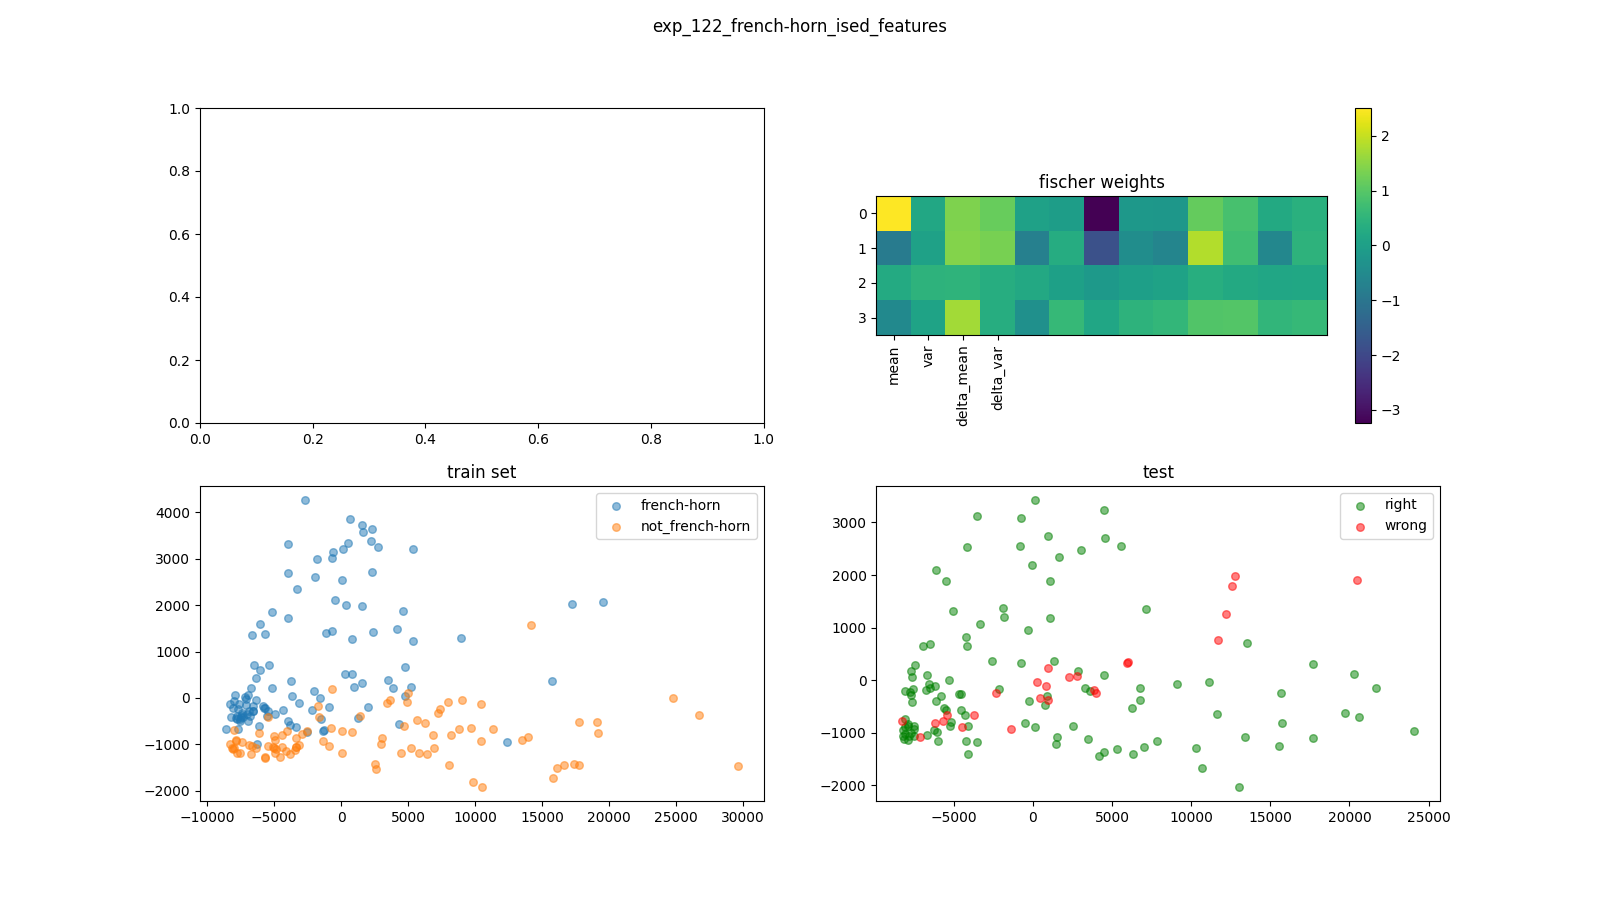 exp_122_french-horn_ised_features
1.0
0.8
0.6
0.4
0.2
0.0
0.0 0.2 0.4 0.6 0.8 1.0
fischer weights
0
1
2
3
mean var delta_mean delta_var
2
1
0
−1
−2
−3
train set
french-horn
not_french-horn
4000
3000
2000
1000
0
−1000
−2000
−10000 −5000 0 5000 10000 15000 20000 25000 30000
test
right
wrong
3000
2000
1000
0
−1000
−2000
−5000 0 5000 10000 15000 20000 25000